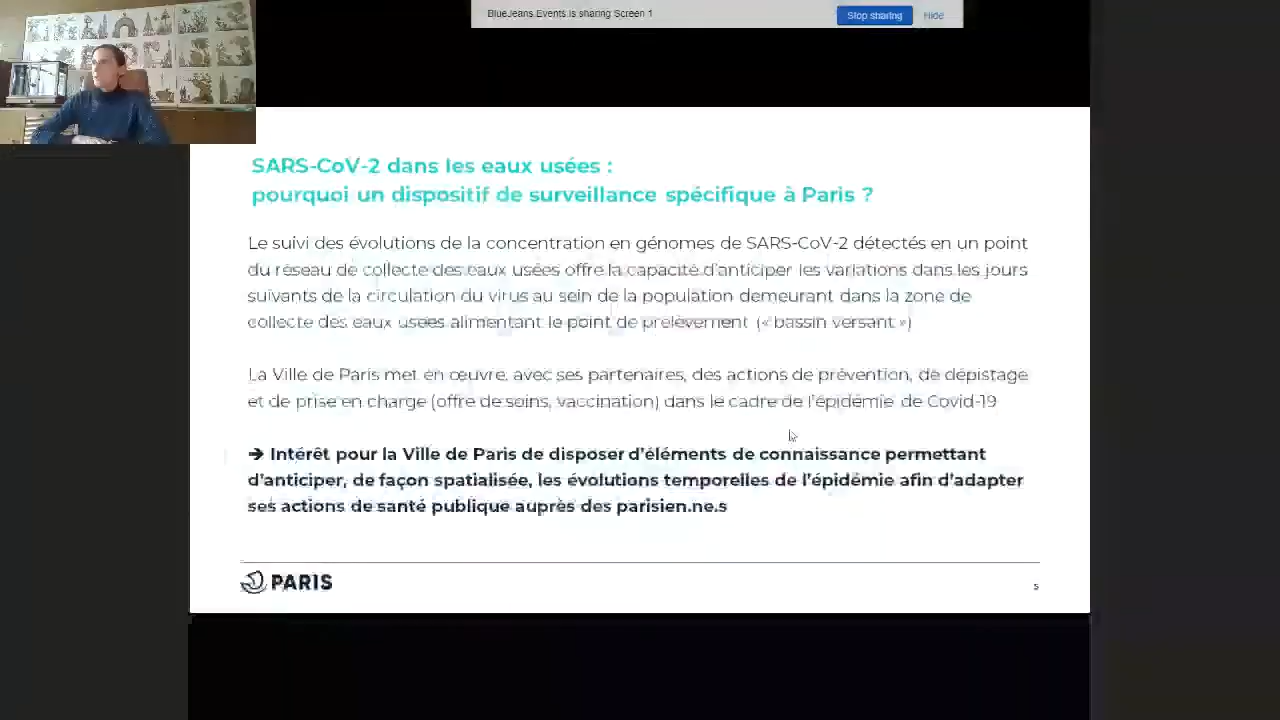 BlueJeans Events is sharing Screen 1
Stop sharing
Hide
SARS-CoV-2 dans les eaux usées :
pourquoi un dispositif de surveillance spécifique à Paris ?
Le suivi des évolutions de la concentration en génomes de SARS-CoV-2 détectés en un point
du réseau de collecte des eaux usées offre la capacité d'anticiper les variations dans les jours
suivants de la circulation du virus au sein de la population demeurant dans la zone de
collecte des eaux usées alimentant le point de prélèvement (« bassin versant »)
La Ville de Paris met en œuvre, avec ses partenaires, des actions de prévention, de dépistage
et de prise en charge (offre de soins, vaccination) dans le cadre de l'épidémie de Covid-19
➔ Intérêt pour la Ville de Paris de disposer d'éléments de connaissance permettant
d'anticiper, de façon spatialisée, les évolutions temporelles de l'épidémie afin d'adapter
ses actions de santé publique auprès des parisien.ne.s
PARIS
5